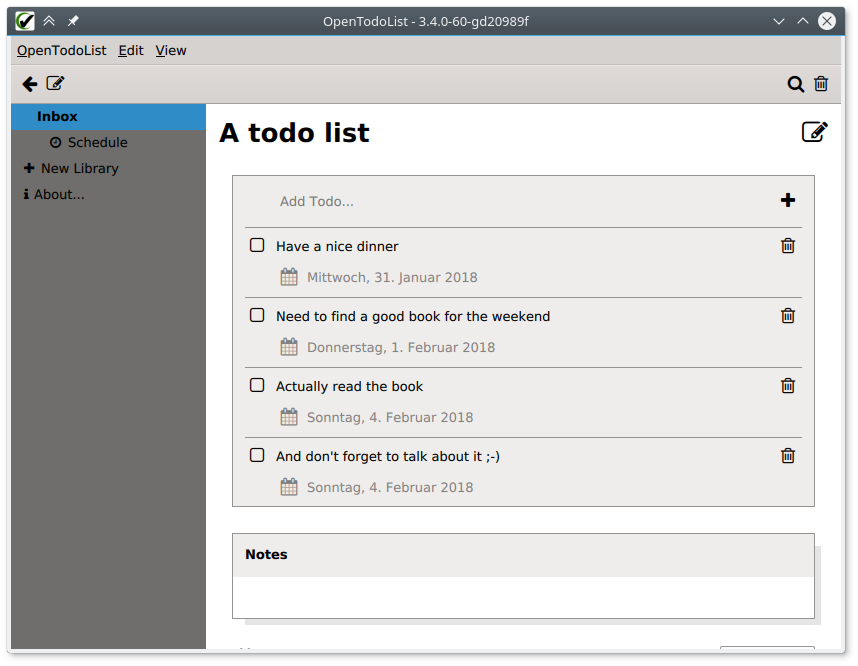 OpenTodoList - 3.4.0-60-gd20989f
OpenTodoList Edit View
Inbox
Schedule
New Library
About...
A todo list
Add Todo...
Have a nice dinner
Mittwoch, 31. Januar 2018
Need to find a good book for the weekend
Donnerstag, 1. Februar 2018
Actually read the book
Sonntag, 4. Februar 2018
And don't forget to talk about it ;-)
Sonntag, 4. Februar 2018
Notes